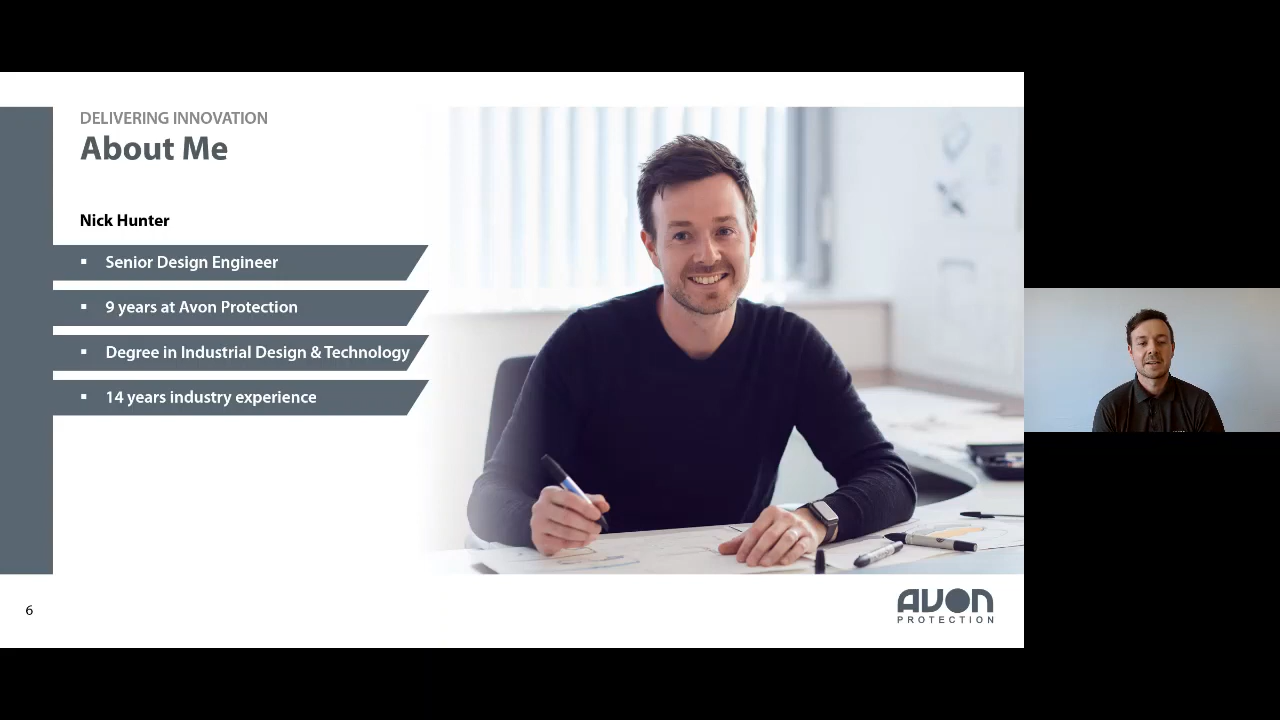 DELIVERING INNOVATION
About Me
Nick Hunter
▪ Senior Design Engineer
▪ 9 years at Avon Protection
▪ Degree in Industrial Design & Technology
▪ 14 years industry experience
6
AVON
PROTECTION